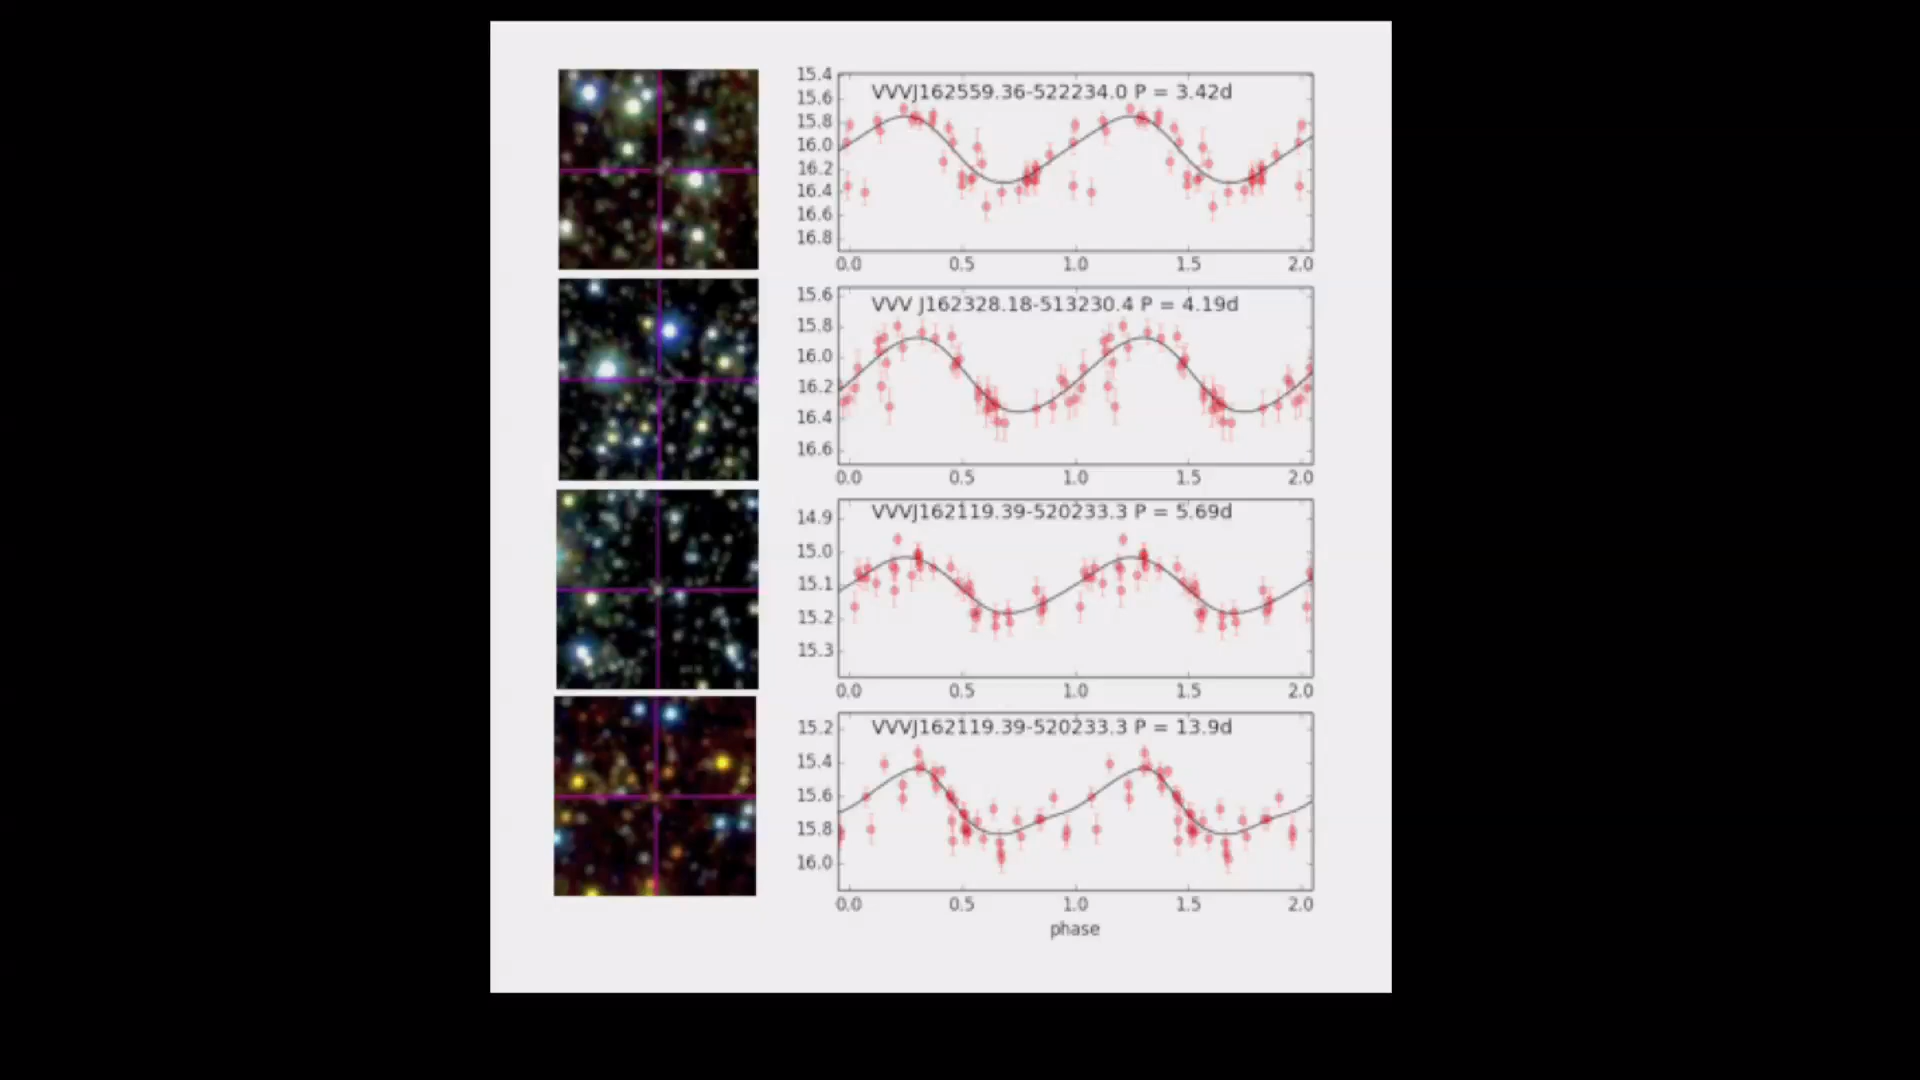 VVVJ162559.36-522234.0 P = 3.42d
15.4
15.6
15.8
16.0
16.2
16.4
16.6
16.8
0.0 0.5 1.0 1.5 2.0
VVV J162328.18-513230.4 P = 4.19d
15.6
15.8
16.0
16.2
16.4
16.6
0.0 0.5 1.0 1.5 2.0
VVVJ162119.39-520233.3 P = 5.69d
14.9
15.0
15.1
15.2
15.3
0.0 0.5 1.0 1.5 2.0
VVVJ162119.39-520233.3 P = 13.9d
15.2
15.4
15.6
15.8
16.0
0.0 0.5 1.0 1.5 2.0
phase